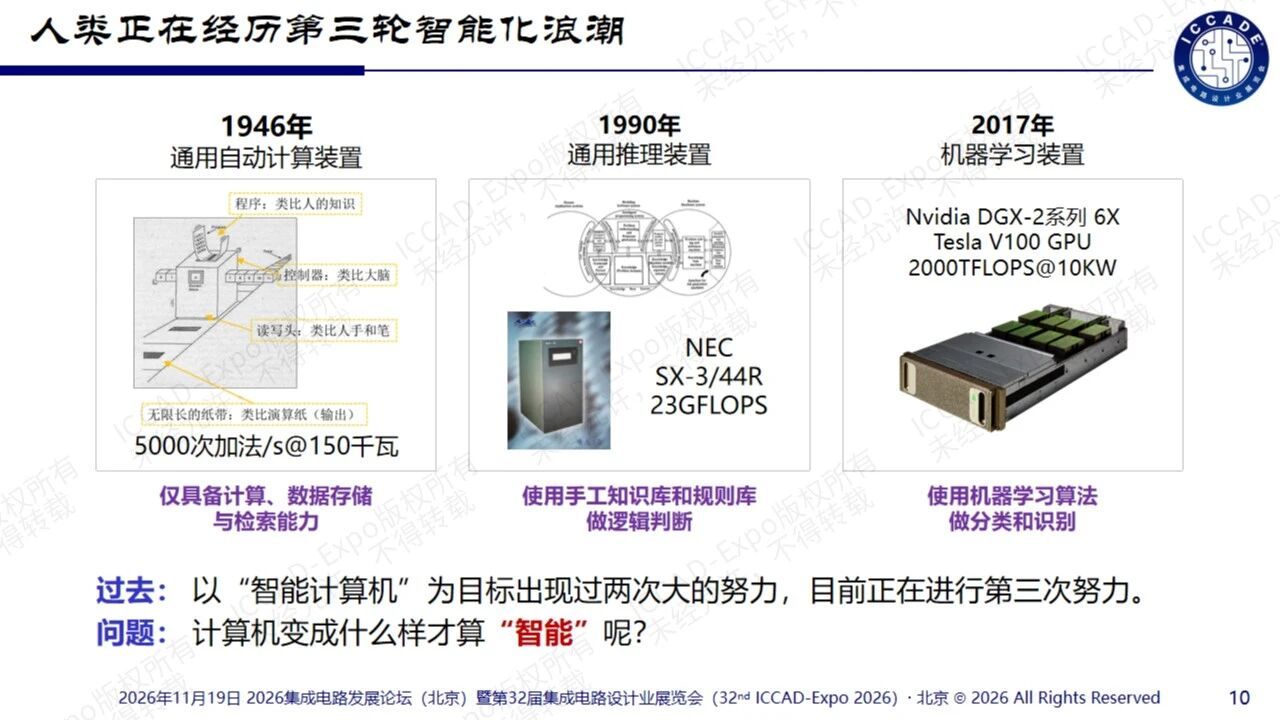 人类正在经历第三轮智能化浪潮
ICCADE
集成电路设计业展览会
1946年
通用自动计算装置
程序：类比人的知识
控制器：类比大脑
读写头：类比人手和笔
无限长的纸带：类比演算纸（输出）
5000次加法/s@150千瓦
仅具备计算、数据存储
与检索能力
1990年
通用推理装置
NEC
SX-3/44R
23GFLOPS
使用手工知识库和规则库
做逻辑判断
2017年
机器学习装置
Nvidia DGX-2系列 6X
Tesla V100 GPU
2000TFLOPS@10KW
使用机器学习算法
做分类和识别
过去：以“智能计算机”为目标出现过两次大的努力，目前正在进行第三次努力。
问题：计算机变成什么样才算“智能”呢？
2026年11月19日 2026集成电路发展论坛（北京）暨第32届集成电路设计业展览会（32nd ICCAD-Expo 2026）· 北京 © 2026 All Rights Reserved
10
ICCAD-Expo版权所有
未经允许，不得转载